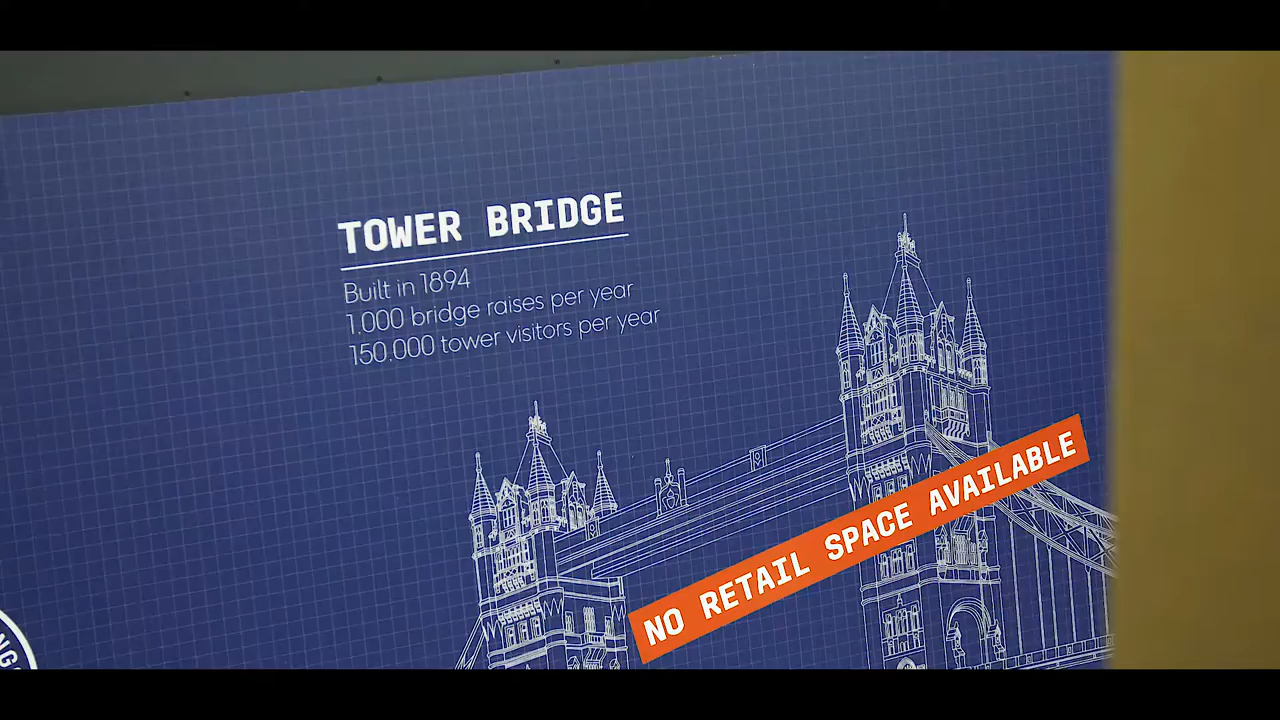 TOWER BRIDGE
Built in 1894
1.000 bridge raises per year
150.000 tower visitors per year
NO RETAIL SPACE AVAILABLE